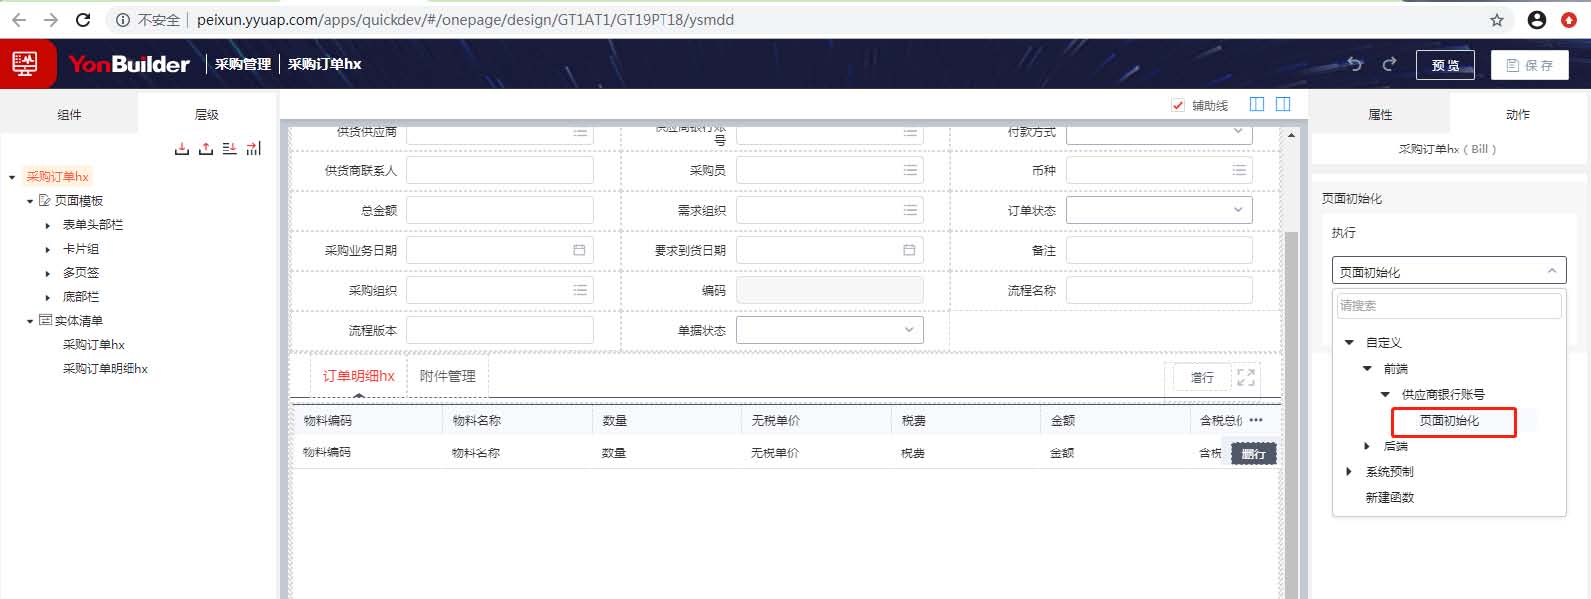 不安全 peixun.yyuap.com/apps/quickdev/#/onepage/design/GT1AT1/GT19PT18/ysmdd
YonBuilder 采购管理 采购订单hx 预览 保存
组件 层级
采购订单hx
页面模板
表单头部栏
卡片组
多页签
底部栏
实体清单
采购订单hx
采购订单明细hx
辅助线
供货供应商 供应商银行账号 付款方式
供货商联系人 采购员 币种
总金额 需求组织 订单状态
采购业务日期 要求到货日期 备注
采购组织 编码 流程名称
流程版本 单据状态
订单明细hx 附件管理 增行
物料编码 物料名称 数量 无税单价 税费 金额 含税总价 •••
物料编码 物料名称 数量 无税单价 税费 金额 含税 删行
属性 动作
采购订单hx ( Bill )
页面初始化
执行
页面初始化
请搜索
自定义
前端
供应商银行账号
页面初始化
后端
系统预制
新建函数